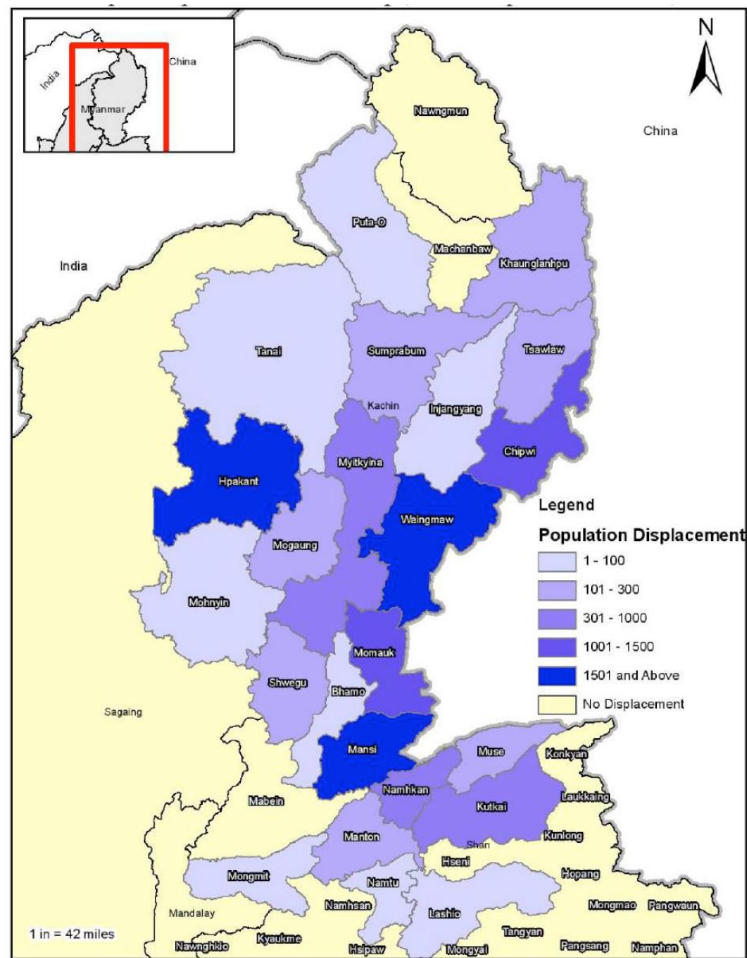 N
China
India
Myanmar
Nawngmun
China
Puta-O
Machanbaw
Khaunglanhpu
India
Tanai
Sumprabum
Tsawlaw
Kachin
Injangyang
Chipwi
Myitkyina
Hpakant
Waingmaw
Mogaung
Mohnyin
Momauk
Shwegu
Bhamo
Sagaing
Mansi
Muse
Konkyan
Namhkan
Laukkaing
Mabein
Kutkai
Manton
Kunlong
Shan
Hseni
Mongmit
Namtu
Hopang
Namhsan
Mongmao
Pangwaun
Mandalay
Lashio
Tangyan
Kyaukme
Nawnghkio
Hsipaw
Mongyai
Pangsang
Namphan
1 in = 42 miles
Legend
Population Displacement
1 - 100
101 - 300
301 - 1000
1001 - 1500
1501 and Above
No Displacement